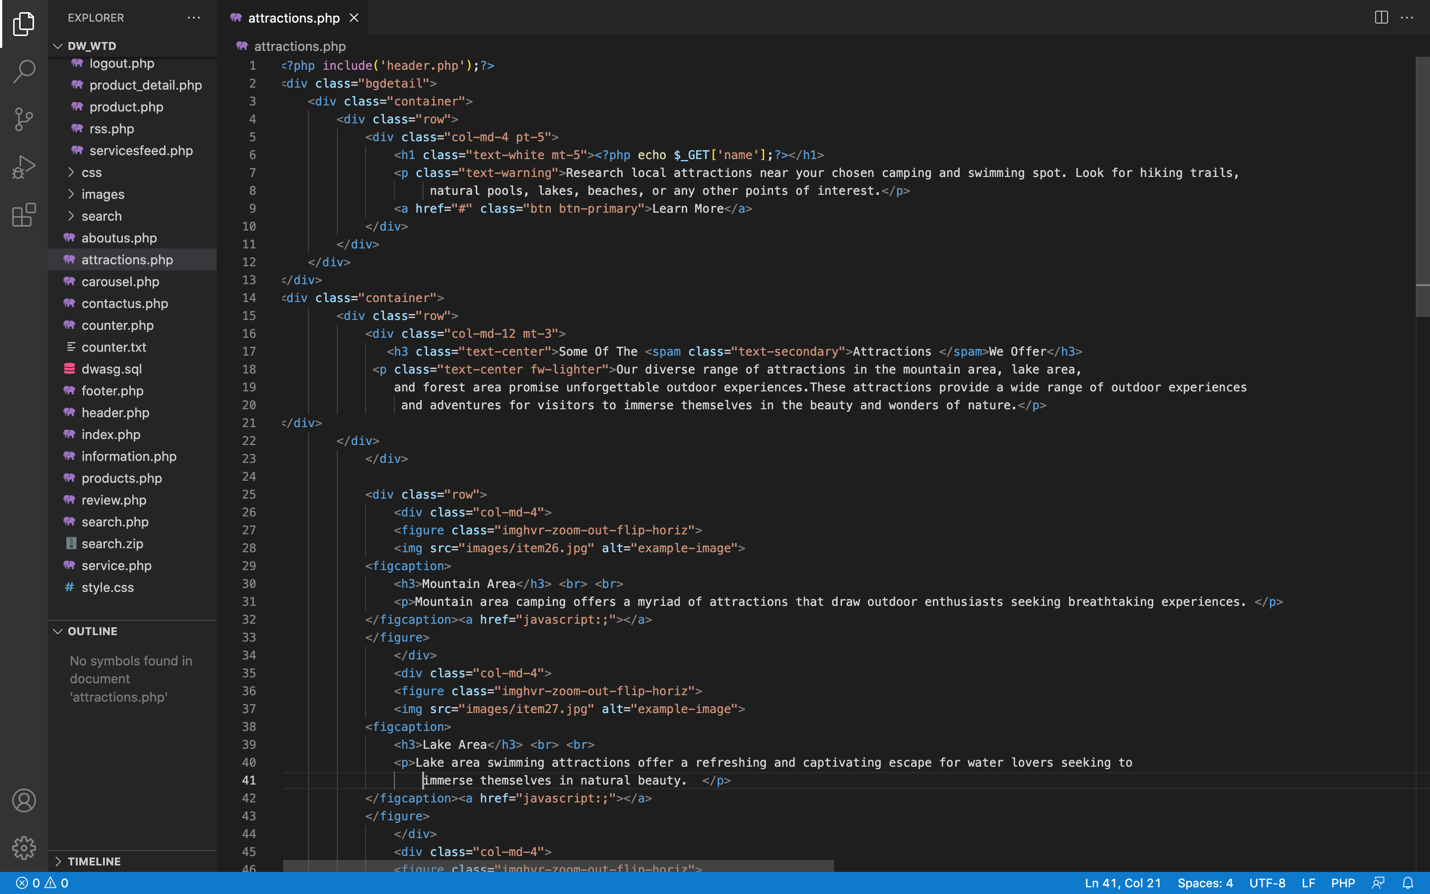 EXPLORER
DW_WTD
logout.php
product_detail.php
product.php
rss.php
servicesfeed.php
css
images
search
aboutus.php
attractions.php
carousel.php
contactus.php
counter.php
counter.txt
dwasg.sql
footer.php
header.php
index.php
information.php
products.php
review.php
search.php
search.zip
service.php
style.css
OUTLINE
No symbols found in
document
'attractions.php'
TIMELINE
attractions.php
attractions.php
1 <?php include('header.php');?>
2 <div class="bgdetail">
3 <div class="container">
4 <div class="row">
5 <div class="col-md-4 pt-5">
6 <h1 class="text-white mt-5"><?php echo $_GET['name'];?></h1>
7 <p class="text-warning">Research local attractions near your chosen camping and swimming spot. Look for hiking trails,
8 natural pools, lakes, beaches, or any other points of interest.</p>
9 <a href="#" class="btn btn-primary">Learn More</a>
10 </div>
11 </div>
12 </div>
13 </div>
14 <div class="container">
15 <div class="row">
16 <div class="col-md-12 mt-3">
17 <h3 class="text-center">Some Of The <spam class="text-secondary">Attractions </spam>We Offer</h3>
18 <p class="text-center fw-lighter">Our diverse range of attractions in the mountain area, lake area,
19 and forest area promise unforgettable outdoor experiences.These attractions provide a wide range of outdoor experiences
20 and adventures for visitors to immerse themselves in the beauty and wonders of nature.</p>
21 </div>
22 </div>
23 </div>
24
25 <div class="row">
26 <div class="col-md-4">
27 <figure class="imghvr-zoom-out-flip-horiz">
28 <img src="images/item26.jpg" alt="example-image">
29 <figcaption>
30 <h3>Mountain Area</h3> <br> <br>
31 <p>Mountain area camping offers a myriad of attractions that draw outdoor enthusiasts seeking breathtaking experiences. </p>
32 </figcaption><a href="javascript:;"></a>
33 </figure>
34 </div>
35 <div class="col-md-4">
36 <figure class="imghvr-zoom-out-flip-horiz">
37 <img src="images/item27.jpg" alt="example-image">
38 <figcaption>
39 <h3>Lake Area</h3> <br> <br>
40 <p>Lake area swimming attractions offer a refreshing and captivating escape for water lovers seeking to
41 immerse themselves in natural beauty.  </p>
42 </figcaption><a href="javascript:;"></a>
43 </figure>
44 </div>
45 <div class="col-md-4">
46 <figure class="imghvr-zoom-out-flip-horiz">
0 0
Ln 41, Col 21 Spaces: 4 UTF-8 LF PHP